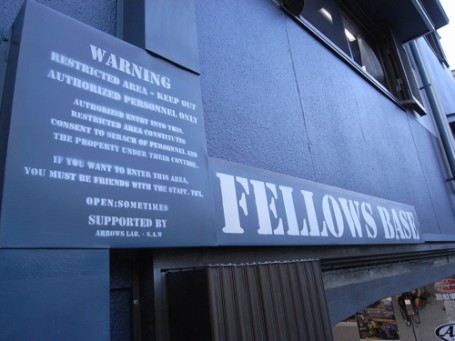 WARNING
RESTRICTED AREA - KEEP OUT
AUTHORIZED PERSONNEL ONLY
AUTHORIZED ENTRY INTO THIS,
RESTRICTED AREA CONSTITUTES
CONSENT TO SERACH OF PERSONNEL AND
THE PROPERTY UNDER THEIR CONTROL.
IF YOU WANT TO ENTER THIS AREA,
YOU MUST BE FRIENDS WITH THE STAFF.
OPEN:SOMETIMES
SUPPORTED BY
ARROWS LAB. - S.A.W
FELLOWS BASE